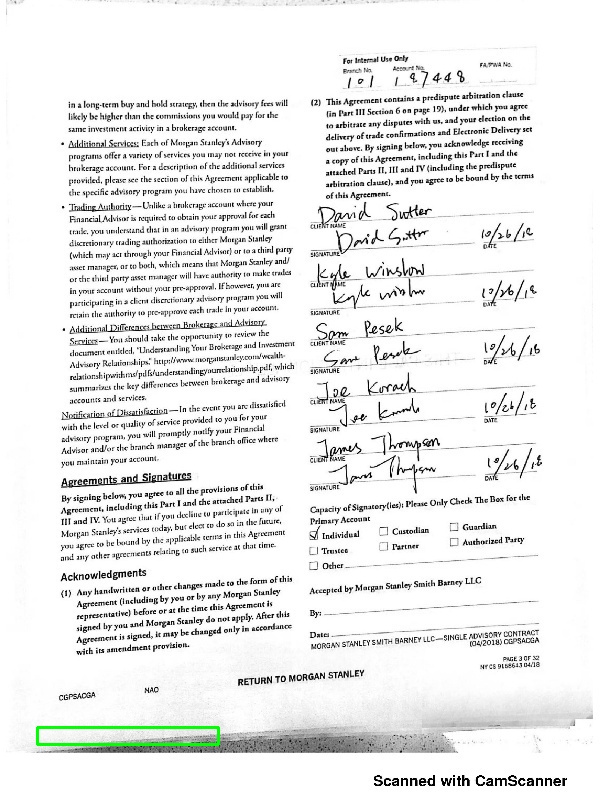 For Internal Use Only
Branch No. Account No. FA/PWA No.
101 187448
in a long-term buy and hold strategy, then the advisory fees will
likely be higher than the commissions you would pay for the
same investment activity in a brokerage account.
• Additional Services: Each of Morgan Stanley's Advisory
programs offer a variety of services you may not receive in your
brokerage account. For a description of the additional services
provided, please see the section of this Agreement applicable to
the specific advisory program you have chosen to establish.
• Trading Authority—Unlike a brokerage account where your
Financial Advisor is required to obtain your approval for each
trade, you understand that in an advisory program you will grant
discretionary trading authorization to either Morgan Stanley
(which may act through your Financial Advisor) or to a third party
asset manager, or to both, which means that Morgan Stanley and/
or the third party asset manager will have authority to make trades
in your account without your pre-approval. If however, you are
participating in a client discretionary advisory program you will
retain the authority to pre-approve each trade in your account.
• Additional Differences between Brokerage and Advisory
Services—You should take the opportunity to review the
document entitled, "Understanding Your Brokerage and Investment
Advisory Relationships," http://www.morganstanley.com/wealth-
relationshipwithms/pdfs/understandingyourrelationship.pdf, which
summarizes the key differences between brokerage and advisory
accounts and services.
Notification of Dissatisfaction—In the event you are dissatisfied
with the level or quality of service provided to you for your
advisory program, you will promptly notify your Financial
Advisor and/or the branch manager of the branch office where
you maintain your account.
Agreements and Signatures
By signing below, you agree to all the provisions of this
Agreement, including this Part I and the attached Parts II,
III and IV. You agree that if you decline to participate in any of
Morgan Stanley's services today, but elect to do so in the future,
you agree to be bound by the applicable terms in this Agreement
and any other agreements relating to such service at that time.
Acknowledgments
(1) Any handwritten or other changes made to the form of this
Agreement (including by you or by any Morgan Stanley
representative) before or at the time this Agreement is
signed by you and Morgan Stanley do not apply. After this
Agreement is signed, it may be changed only in accordance
with its amendment provision.
(2) This Agreement contains a predispute arbitration clause
(in Part III Section 6 on page 19), under which you agree
to arbitrate any disputes with us, and your election on the
delivery of trade confirmations and Electronic Delivery set
out above. By signing below, you acknowledge receiving
a copy of this Agreement, including this Part I and the
attached Parts II, III and IV (including the predispute
arbitration clause), and you agree to be bound by the terms
of this Agreement.
David Sutter
CLIENT NAME
David Sutter 10/26/18
SIGNATURE DATE
Kyle Winslow
CLIENT NAME
Kyle Winslow 10/26/18
SIGNATURE DATE
Sam Pesek
CLIENT NAME
Sam Pesek 10/26/18
SIGNATURE DATE
Joe Korach
CLIENT NAME
Joe Korach 10/26/18
SIGNATURE DATE
James Thompson
CLIENT NAME
James Thompson 10/26/18
SIGNATURE DATE
Capacity of Signatory(ies): Please Only Check The Box for the
Primary Account
Individual Custodian Guardian
Trustee Partner Authorized Party
Other
Accepted by Morgan Stanley Smith Barney LLC
By:
Date:
MORGAN STANLEY SMITH BARNEY LLC—SINGLE ADVISORY CONTRACT
(04/2018) CGPSACGA
PAGE 3 OF 32
NY CS 9166643 04/18
RETURN TO MORGAN STANLEY
CGPSACGA NAO
Scanned with CamScanner